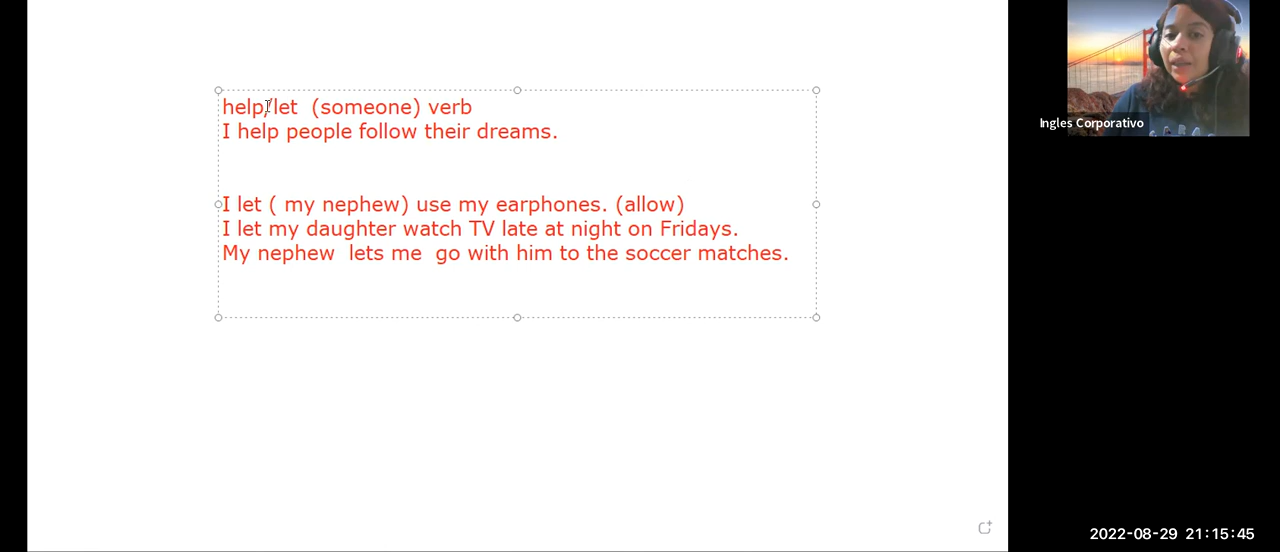 help/let (someone) verb
I help people follow their dreams.
I let ( my nephew) use my earphones. (allow)
I let my daughter watch TV late at night on Fridays.
My nephew lets me go with him to the soccer matches.
Ingles Corporativo
2022-08-29 21:15:45